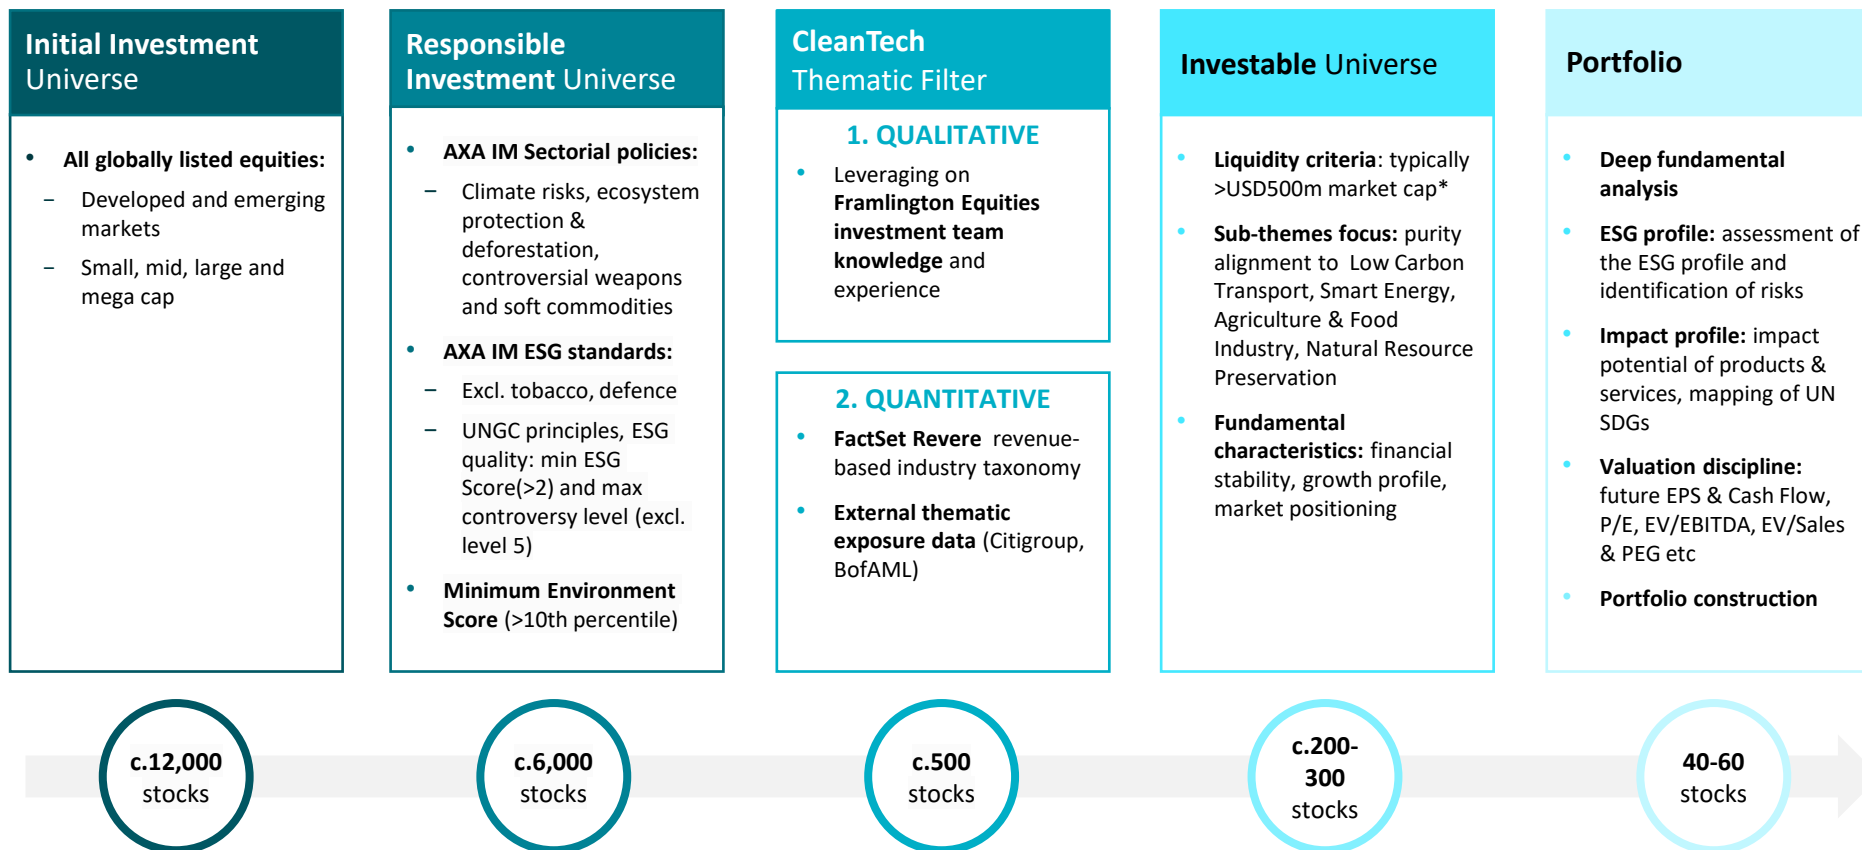 Initial Investment
Universe
• All globally listed equities:
– Developed and emerging
markets
– Small, mid, large and
mega cap
c.12,000
stocks
Responsible
Investment Universe
• AXA IM Sectorial policies:
– Climate risks, ecosystem
protection &
deforestation,
controversial weapons
and soft commodities
• AXA IM ESG standards:
– Excl. tobacco, defence
– UNGC principles, ESG
quality: min ESG
Score(>2) and max
controversy level (excl.
level 5)
• Minimum Environment
Score (>10th percentile)
c.6,000
stocks
CleanTech
Thematic Filter
1. QUALITATIVE
• Leveraging on
Framlington Equities
investment team
knowledge and
experience
2. QUANTITATIVE
• FactSet Revere revenue-
based industry taxonomy
• External thematic
exposure data (Citigroup,
BofAML)
c.500
stocks
Investable Universe
• Liquidity criteria: typically
>USD500m market cap*
• Sub-themes focus: purity
alignment to Low Carbon
Transport, Smart Energy,
Agriculture & Food
Industry, Natural Resource
Preservation
• Fundamental
characteristics: financial
stability, growth profile,
market positioning
c.200-
300
stocks
Portfolio
• Deep fundamental
analysis
• ESG profile: assessment of
the ESG profile and
identification of risks
• Impact profile: impact
potential of products &
services, mapping of UN
SDGs
• Valuation discipline:
future EPS & Cash Flow,
P/E, EV/EBITDA, EV/Sales
& PEG etc
• Portfolio construction
40-60
stocks